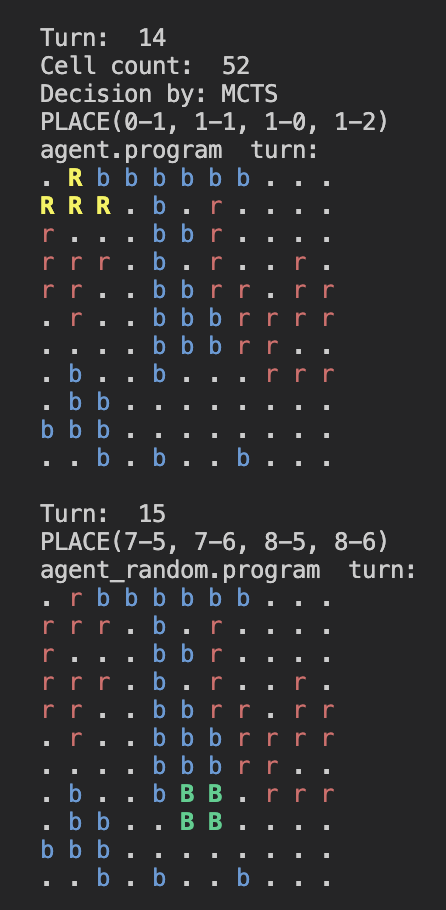 Turn:  14
Cell count:  52
Decision by: MCTS
PLACE(0-1, 1-1, 1-0, 1-2)
agent.program  turn:
. R b b b b b b . . .
R R R . b . r . . . .
r . . . b b r . . . .
r r r . b . r . . r .
r r . . b b r r . r r
. r . . b b b r r r r
. . . . b b b r r . .
. b . . b . . . r r r
. b b . . . . . . . .
b b b . . . . . . . .
. . b . b . . b . . .
Turn:  15
PLACE(7-5, 7-6, 8-5, 8-6)
agent_random.program  turn:
. r b b b b b b . . .
r r r . b . r . . . .
r . . . b b r . . . .
r r r . b . r . . r .
r r . . b b r r . r r
. r . . b b b r r r r
. . . . b b b r r . .
. b . . b B B . r r r
. b b . . B B . . . .
b b b . . . . . . . .
. . b . b . . b . . .